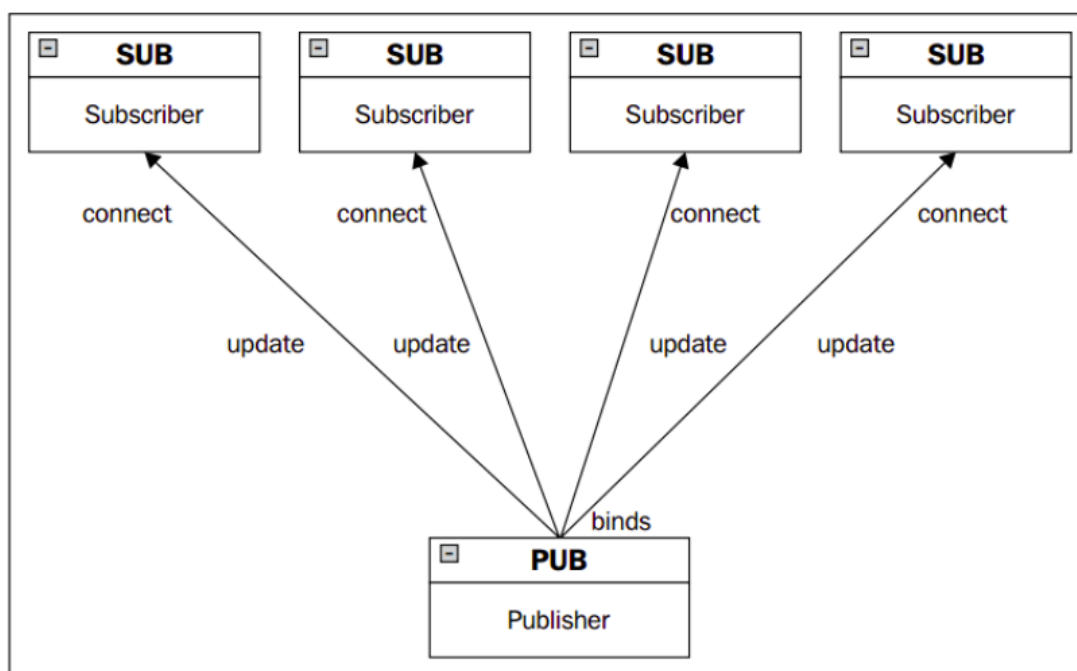 SUB SUB SUB SUB
Subscriber Subscriber Subscriber Subscriber
connect connect connect connect
update update update update
binds
PUB
Publisher